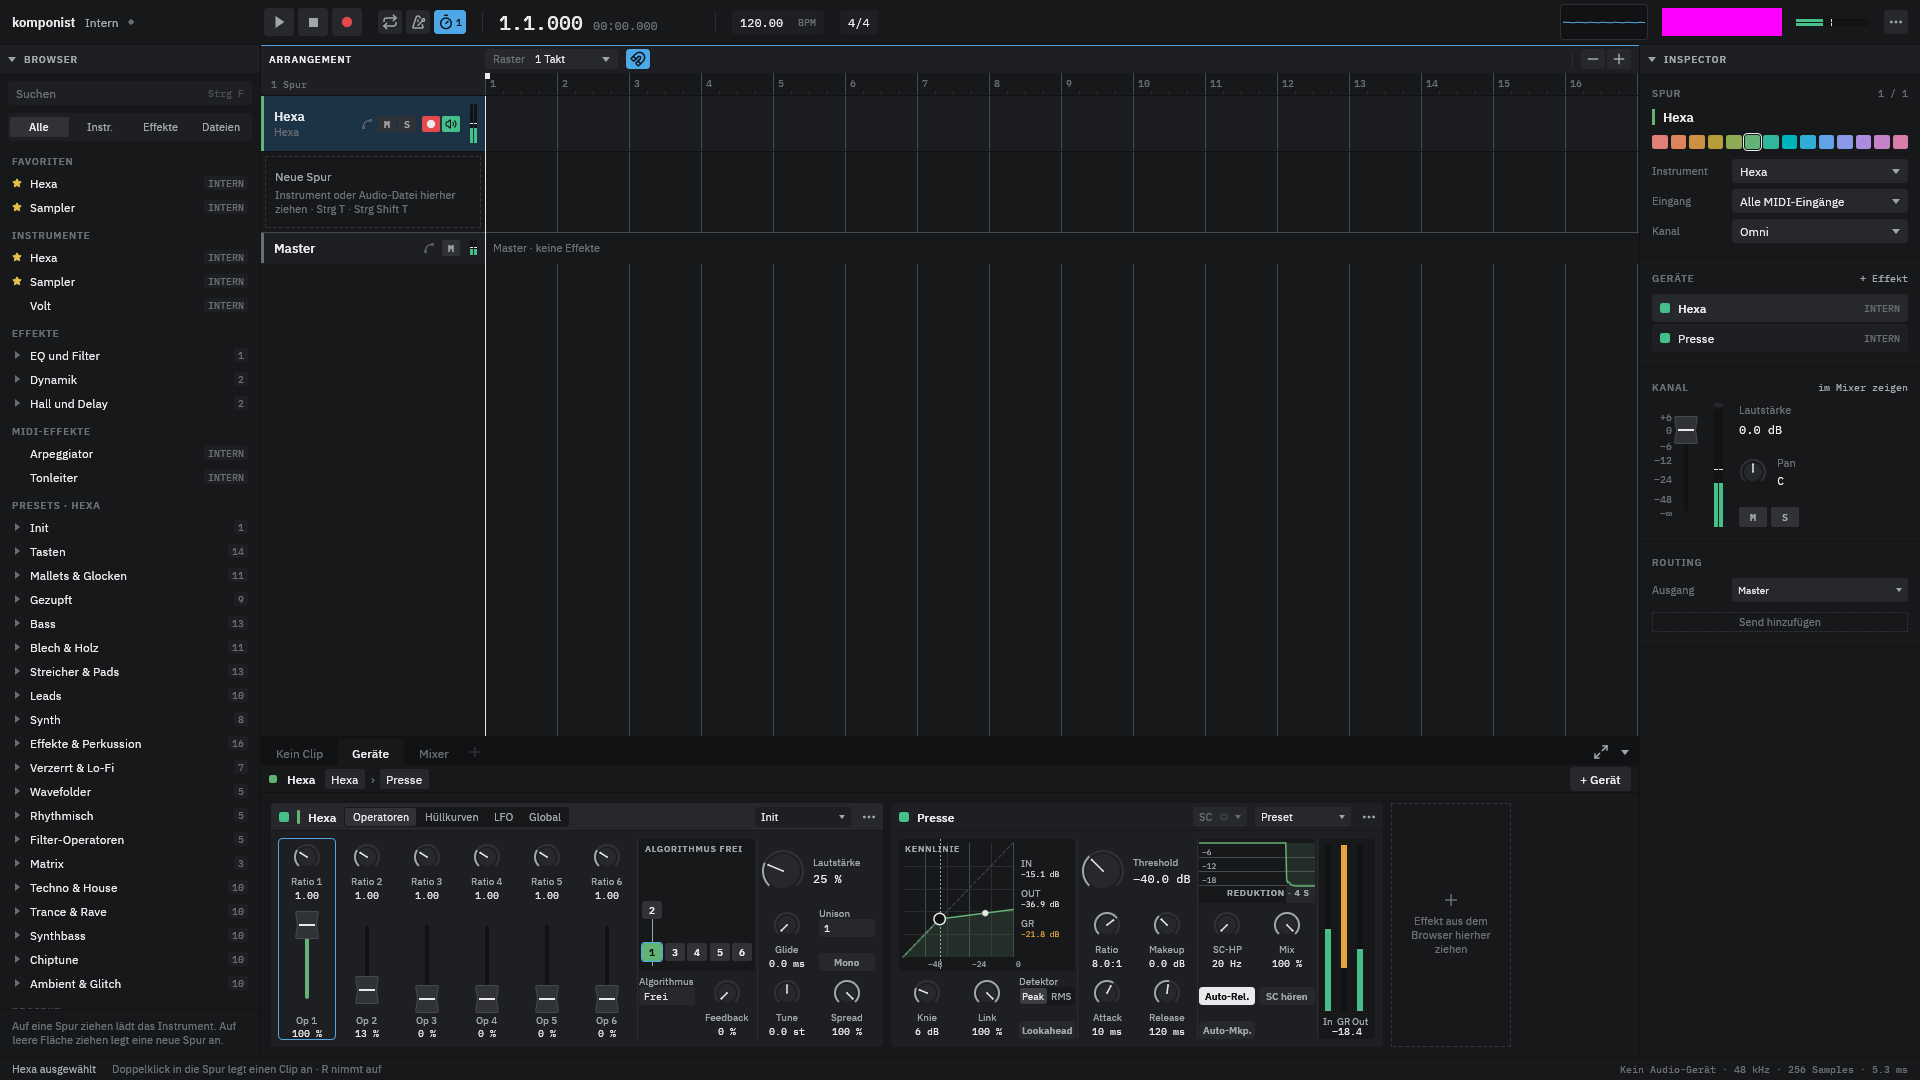 komponist Intern
1
1.1.000 00:00.000
120.00 BPM
4/4
BROWSER
Suchen Strg F
Alle Instr. Effekte Dateien
FAVORITEN
Hexa INTERN
Sampler INTERN
INSTRUMENTE
Hexa INTERN
Sampler INTERN
Volt INTERN
EFFEKTE
EQ und Filter 1
Dynamik 2
Hall und Delay 2
MIDI-EFFEKTE
Arpeggiator INTERN
Tonleiter INTERN
PRESETS · HEXA
Init 1
Tasten 14
Mallets & Glocken 11
Gezupft 9
Bass 8
Blech & Holz 11
Streicher & Pads 13
Leads 10
Synth 8
Effekte & Perkussion 16
Verzerrt & Lo-Fi 7
Wavefolder 5
Rhythmisch 5
Filter-Operatoren 5
Matrix 3
Techno & House 10
Trance & Rave 10
Synthbass 10
Chiptune 10
Ambient & Glitch 10
Auf eine Spur ziehen lädt das Instrument. Auf
leere Fläche ziehen legt eine neue Spur an.
ARRANGEMENT
Raster 1 Takt
1 Spur
1 2 3 4 5 6 7 8 9 10 11 12 13 14 15 16
Hexa
Hexa
M S
Neue Spur
Instrument oder Audio-Datei hierher
ziehen · Strg T · Strg Shift T
Master M
Master · keine Effekte
Kein Clip Geräte Mixer
Hexa Hexa › Presse
+ Gerät
Hexa Operatoren Hüllkurven LFO Global Init
Ratio 1 Ratio 2 Ratio 3 Ratio 4 Ratio 5 Ratio 6
1.00 1.00 1.00 1.00 1.00 1.00
Op 1 Op 2 Op 3 Op 4 Op 5 Op 6
100 % 13 % 0 % 0 % 0 % 0 %
ALGORITHMUS FREI
2
1 3 4 5 6
Algorithmus
Frei
Feedback
0 %
Lautstärke
25 %
Unison
1
Glide
0.0 ms
Mono
Tune
0.0 st
Spread
100 %
Presse SC Preset
KENNLINIE
-48 -24 0
IN
-15.1 dB
OUT
-36.9 dB
GR
-21.8 dB
Knie
6 dB
Link
100 %
Detektor
Peak RMS
Lookahead
Threshold
-40.0 dB
Ratio
8.0:1
Makeup
0.0 dB
Attack
10 ms
Release
120 ms
-6
-12
-18
REDUKTION · 4 S
SC-HP
20 Hz
Mix
100 %
Auto-Rel. SC hören
Auto-Mkp.
In GR Out
-18.4
Effekt aus dem
Browser hierher
ziehen
INSPECTOR
SPUR 1 / 1
Hexa
Instrument Hexa
Eingang Alle MIDI-Eingänge
Kanal Omni
GERÄTE + Effekt
Hexa INTERN
Presse INTERN
KANAL im Mixer zeigen
+6
0
-6
-12
-24
-48
-∞
Lautstärke
0.0 dB
Pan
C
M S
ROUTING
Ausgang Master
Send hinzufügen
Hexa ausgewählt Doppelklick in die Spur legt einen Clip an · R nimmt auf
Kein Audio-Gerät · 48 kHz · 256 Samples · 5.3 ms